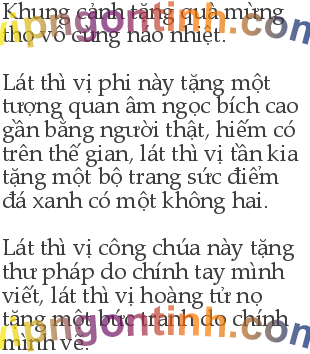 Khung cảnh tặng quà mừng
thọ vô cùng náo nhiệt.
Lát thì vị phi này tặng một
tượng quan âm ngọc bích cao
gần bằng người thật, hiếm có
trên thế gian, lát thì vị tần kia
tặng một bộ trang sức điểm
đá xanh có một không hai.
Lát thì vị công chúa này tặng
thư pháp do chính tay mình
viết, lát thì vị hoàng tử nọ
tặng một bức tranh do chính
mình vẽ.